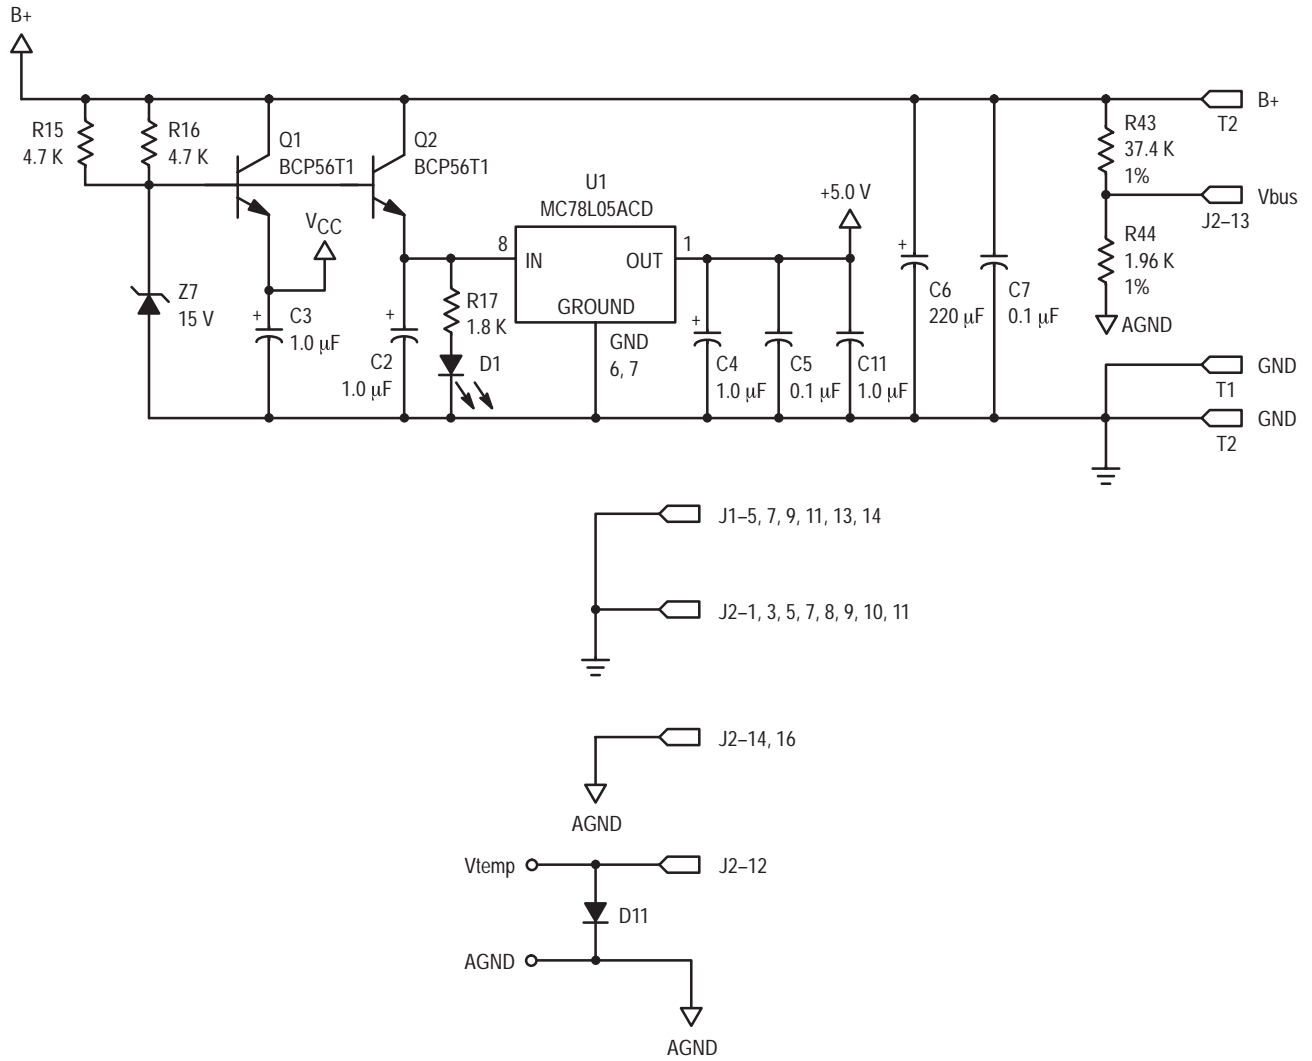 B+
R15
4.7 K
R16
4.7 K
Q1
BCP56T1
Q2
BCP56T1
VCC
Z7
15 V
+
C3
1.0 μF
+
C2
1.0 μF
R17
1.8 K
D1
U1
MC78L05ACD
8
IN
OUT
1
GROUND
GND
6, 7
+5.0 V
+
C4
1.0 μF
C5
0.1 μF
C11
1.0 μF
+
C6
220 μF
C7
0.1 μF
R43
37.4 K
1%
R44
1.96 K
1%
AGND
B+
T2
Vbus
J2–13
GND
T1
GND
T2
J1–5, 7, 9, 11, 13, 14
J2–1, 3, 5, 7, 8, 9, 10, 11
J2–14, 16
AGND
Vtemp
J2–12
D11
AGND
AGND